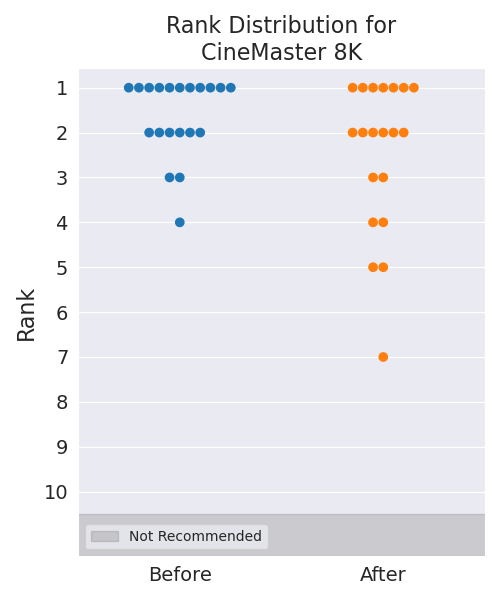 Rank Distribution for
CineMaster 8K
1
2
3
4
5
6
7
8
9
10
Rank
Not Recommended
Before After